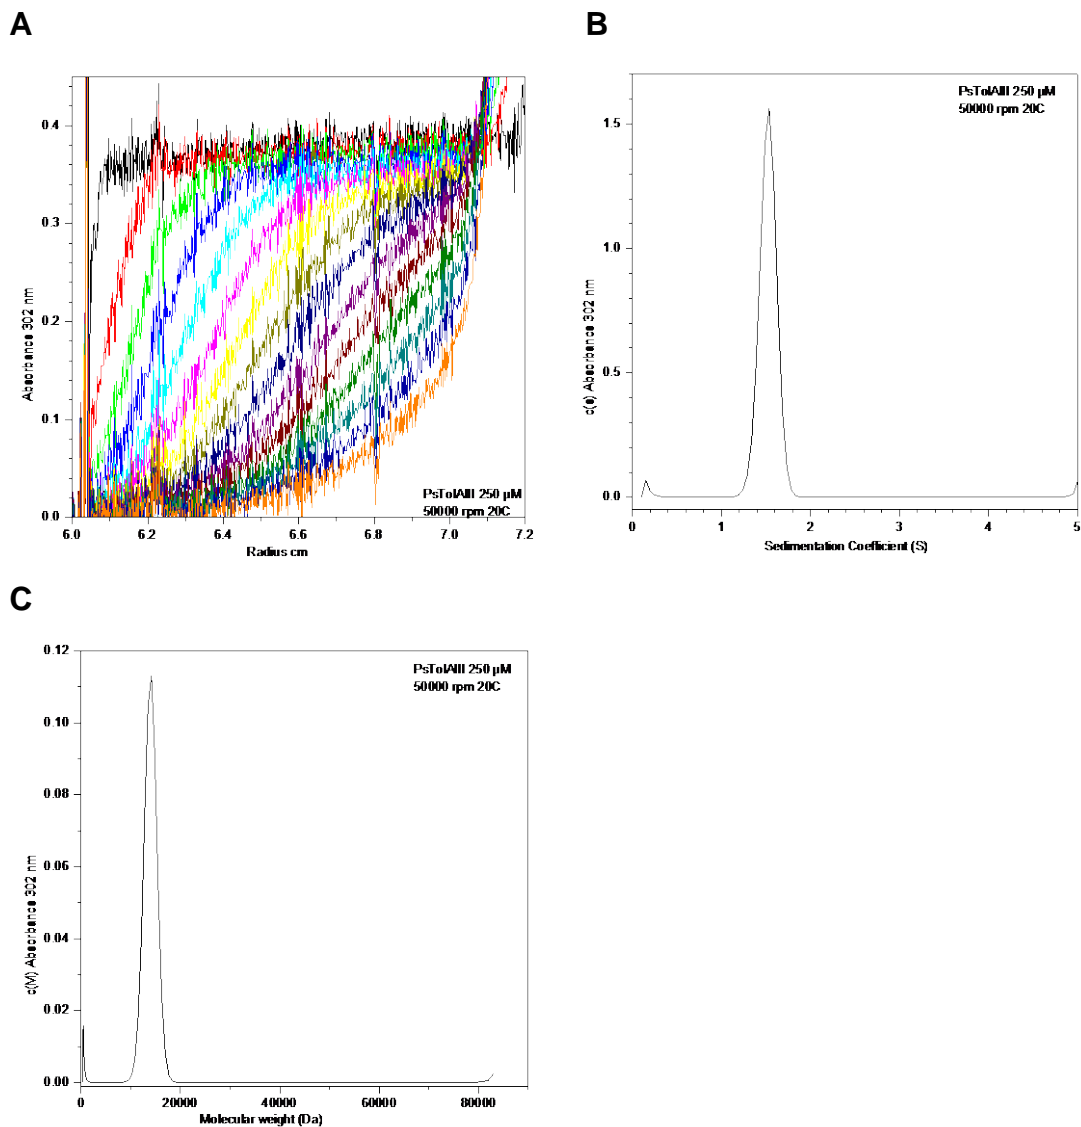 A
B
PsTolAIII 250 µM
50000 rpm 20C
0.4
0.3
0.2
0.1
0.0
Absorbance 302 nm
6.0 6.2 6.4 6.6 6.8 7.0 7.2
Radius cm
PsTolAIII 250 µM
50000 rpm 20C
1.5
1.0
0.5
0.0
c(s) Absorbance 302 nm
0 1 2 3 4 5
Sedimentation Coefficient (S)
C
PsTolAIII 250 µM
50000 rpm 20C
0.12
0.10
0.08
0.06
0.04
0.02
0.00
c(M) Absorbance 302 nm
0 20000 40000 60000 80000
Molecular weight (Da)